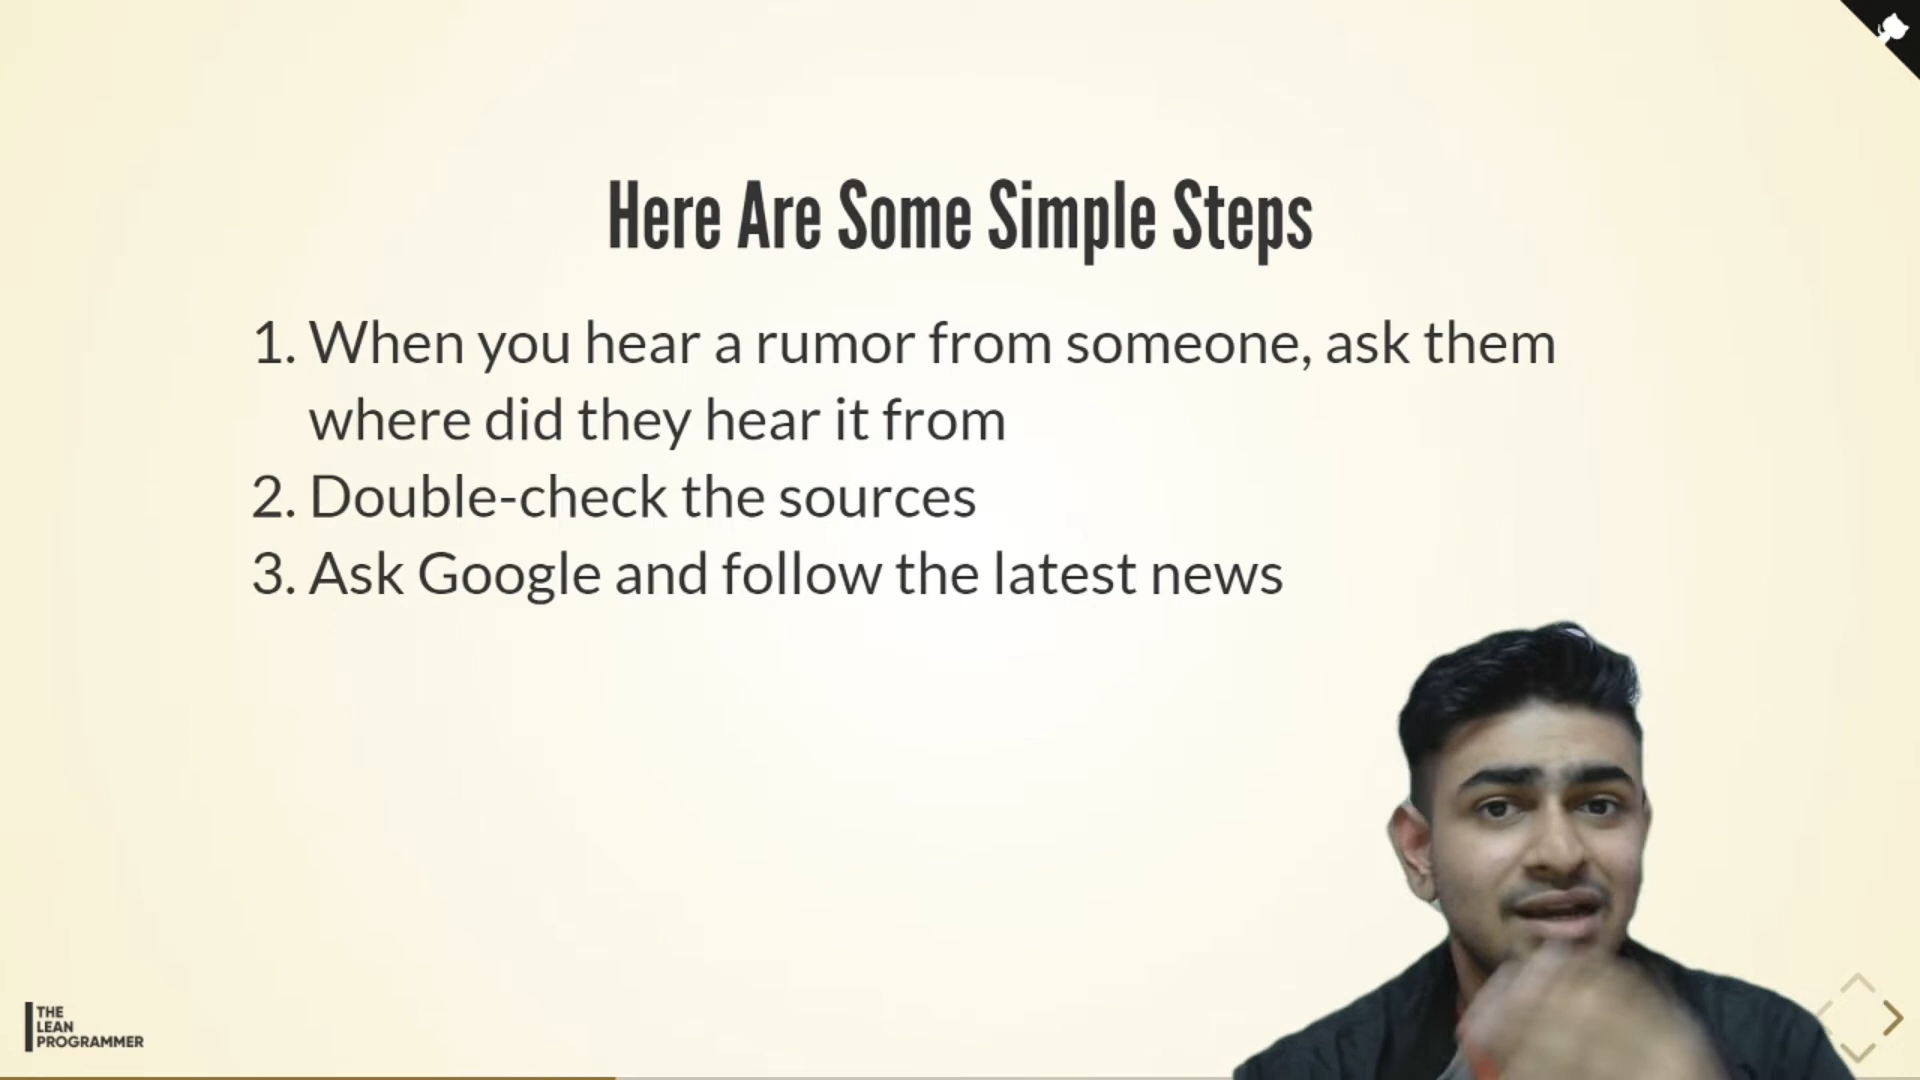 Here Are Some Simple Steps
1. When you hear a rumor from someone, ask them
where did they hear it from
2. Double-check the sources
3. Ask Google and follow the latest news
THE
LEAN
PROGRAMMER